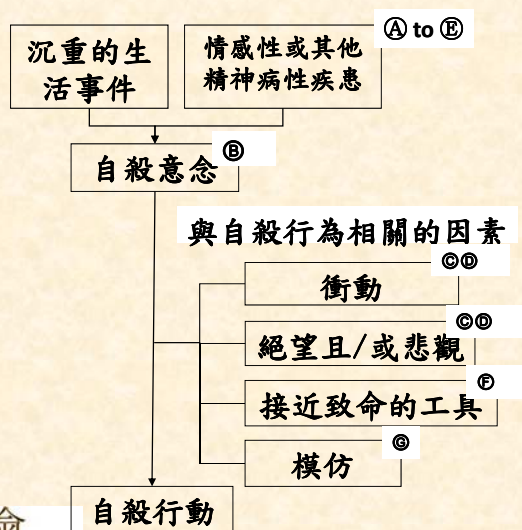 沉重的生
活事件
情感性或其他
精神病性疾患
Ⓐ to Ⓔ
自殺意念
Ⓑ
與自殺行為相關的因素
ⒸⒹ
衝動
ⒸⒹ
絕望且/或悲觀
Ⓕ
接近致命的工具
Ⓖ
模仿
自殺行動
會